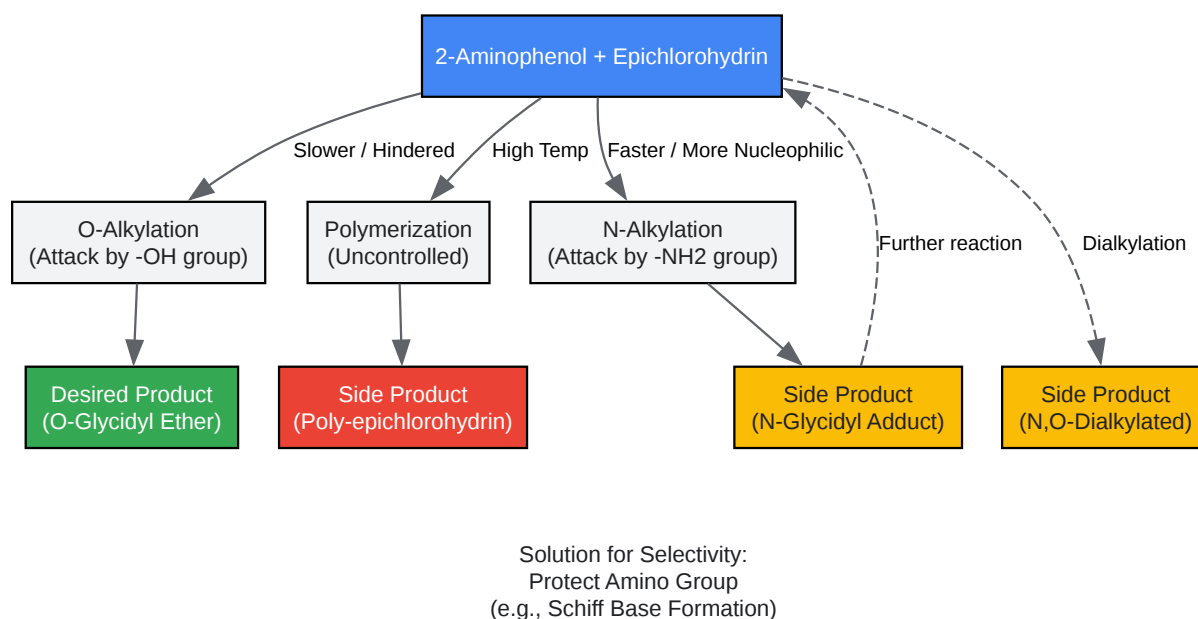 2-Aminophenol + Epichlorohydrin
Slower / Hindered
High Temp
Faster / More Nucleophilic
O-Alkylation
(Attack by -OH group)
Polymerization
(Uncontrolled)
N-Alkylation
(Attack by -NH2 group)
Further reaction
Dialkylation
Desired Product
(O-Glycidyl Ether)
Side Product
(Poly-epichlorohydrin)
Side Product
(N-Glycidyl Adduct)
Side Product
(N,O-Dialkylated)
Solution for Selectivity:
Protect Amino Group
(e.g., Schiff Base Formation)